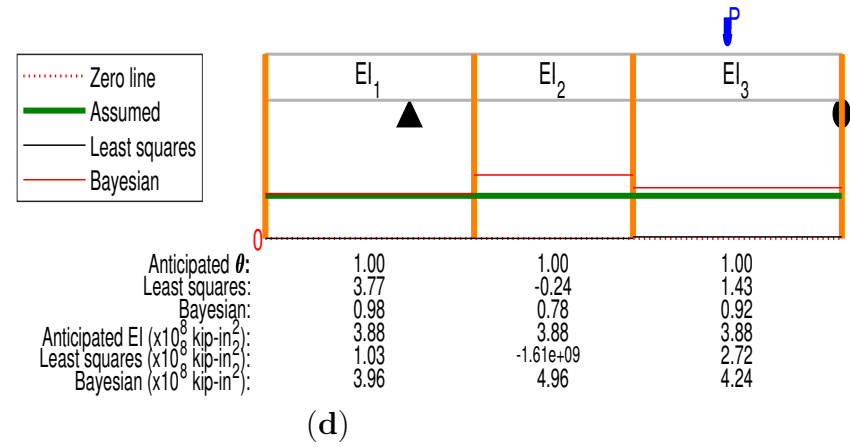 P
Zero line
Assumed
Least squares
Bayesian
EI1 EI2 EI3
0
Anticipated θ: 1.00 1.00 1.00
Least squares: 3.77 -0.24 1.43
Bayesian: 0.98 0.78 0.92
Anticipated EI (x10^8 kip-in^2): 3.88 3.88 3.88
Least squares (x10^8 kip-in^2): 1.03 -1.61e+09 2.72
Bayesian (x10^8 kip-in^2): 3.96 4.96 4.24
(d)